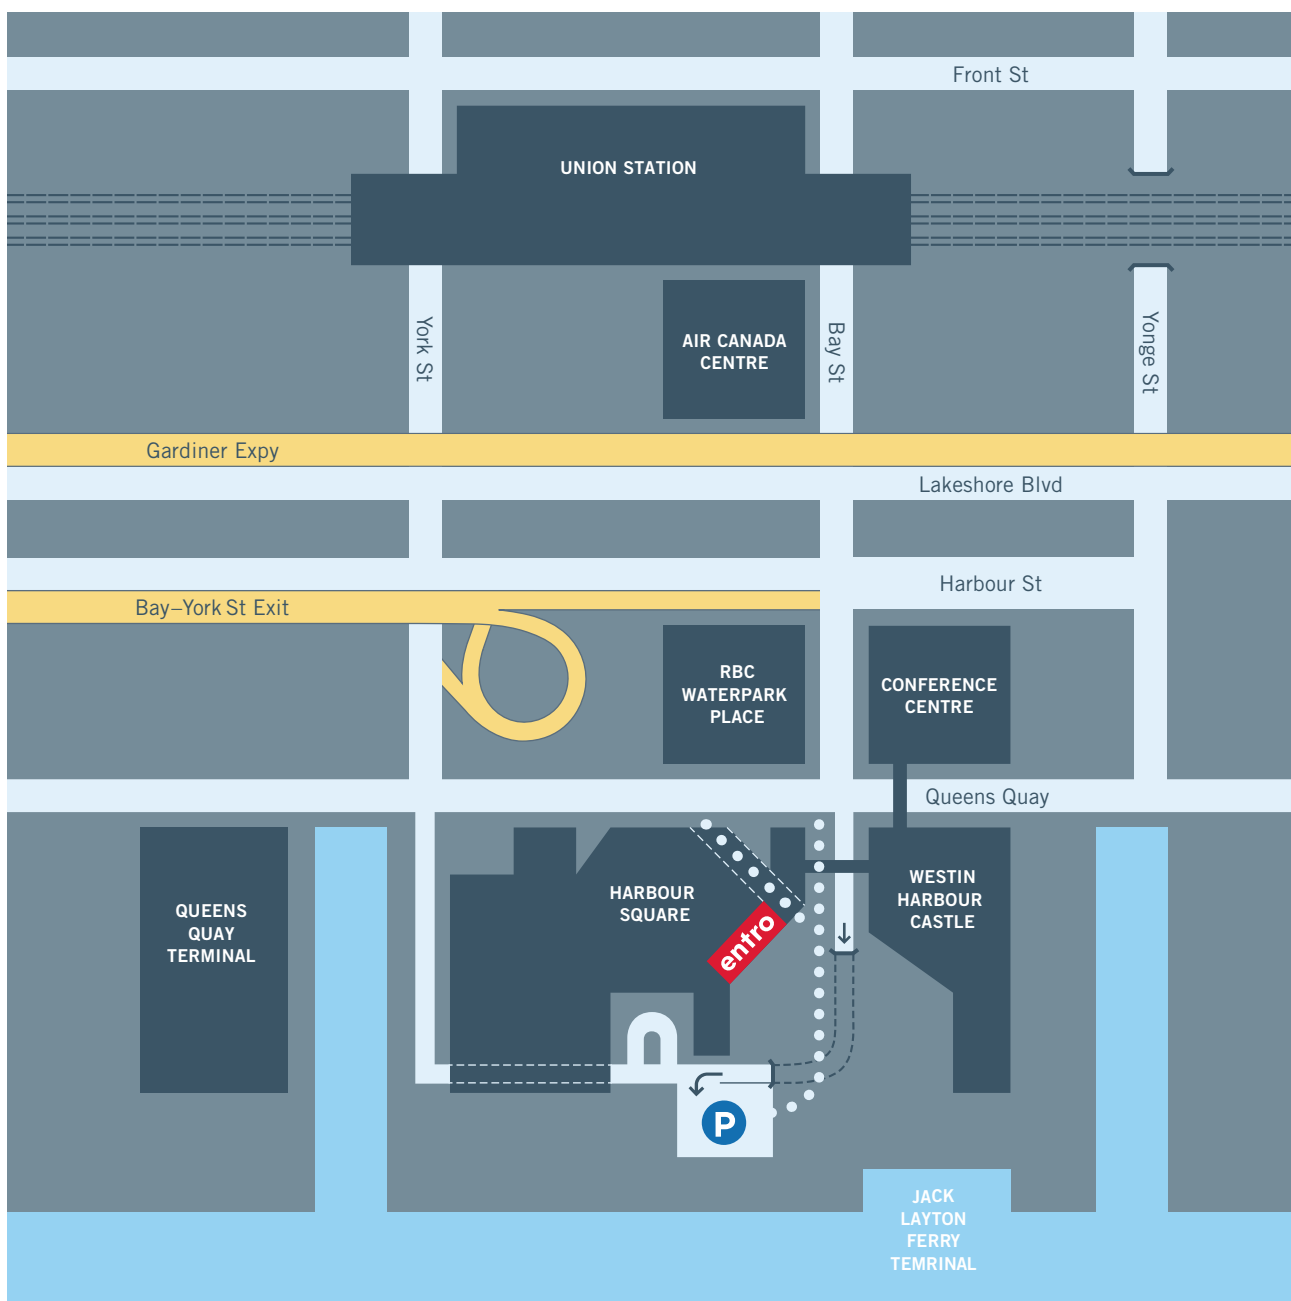 Front St
UNION STATION
York St
AIR CANADA
CENTRE
Bay St
Yonge St
Gardiner Expy
Lakeshore Blvd
Harbour St
Bay–York St Exit
RBC
WATERPARK
PLACE
CONFERENCE
CENTRE
Queens Quay
QUEENS
QUAY
TERMINAL
HARBOUR
SQUARE
entro
WESTIN
HARBOUR
CASTLE
P
JACK
LAYTON
FERRY
TEMRINAL